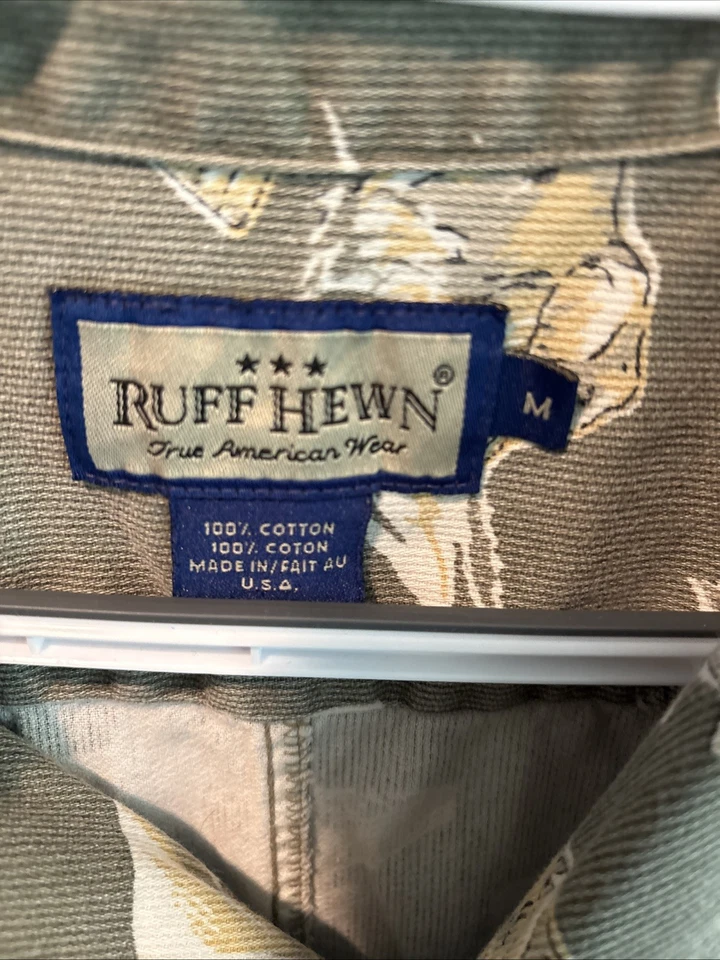 ★★★
RUFF HEWN®
True American Wear
M
100% COTTON
100% COTON
MADE IN/FAIT AU
U.S.A.